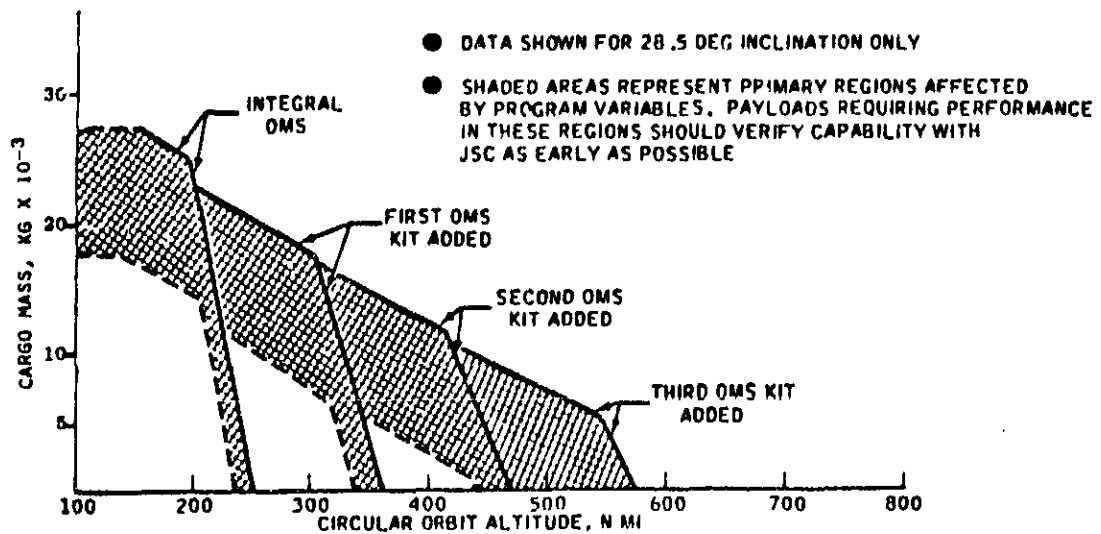 ● DATA SHOWN FOR 28.5 DEG INCLINATION ONLY
● SHADED AREAS REPRESENT PPIMARY REGIONS AFFECTED
BY PROGRAM VARIABLES. PAYLOADS REQUIRING PERFORMANCE
IN THESE REGIONS SHOULD VERIFY CAPABILITY WITH
JSC AS EARLY AS POSSIBLE
INTEGRAL
OMS
FIRST OMS
KIT ADDED
SECOND OMS
KIT ADDED
THIRD OMS KIT
ADDED
CARGO MASS, KG X 10⁻³
30
20
10
5
100 200 300 400 500 600 700 800
CIRCULAR ORBIT ALTITUDE, N MI